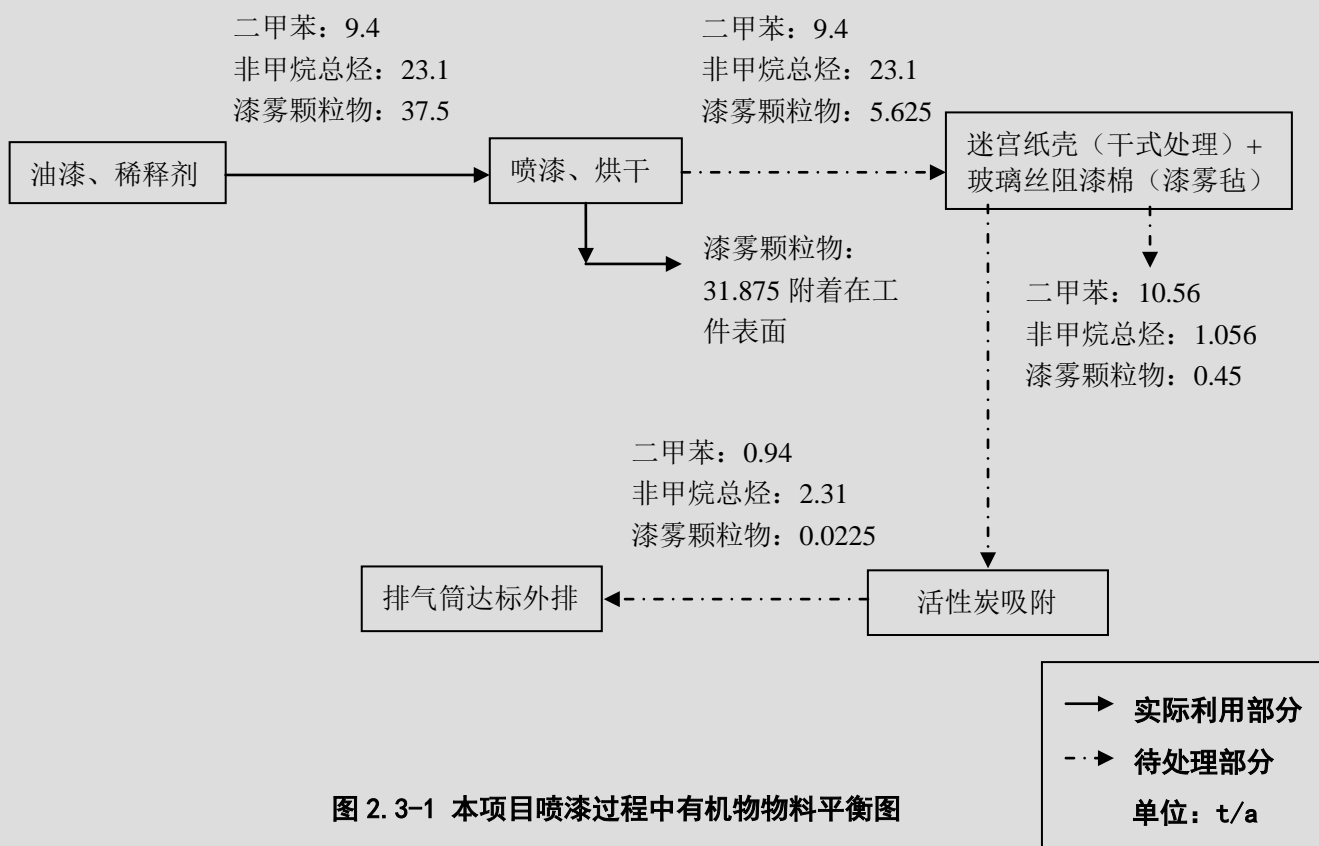 二甲苯：9.4
非甲烷总烃：23.1
漆雾颗粒物：37.5
二甲苯：9.4
非甲烷总烃：23.1
漆雾颗粒物：5.625
油漆、稀释剂
喷漆、烘干
迷宫纸壳（干式处理）+
玻璃丝阻漆棉（漆雾毡）
漆雾颗粒物：
31.875 附着在工
件表面
二甲苯：10.56
非甲烷总烃：1.056
漆雾颗粒物：0.45
二甲苯：0.94
非甲烷总烃：2.31
漆雾颗粒物：0.0225
排气筒达标外排
活性炭吸附
实际利用部分
待处理部分
单位：t/a
图 2.3-1 本项目喷漆过程中有机物物料平衡图